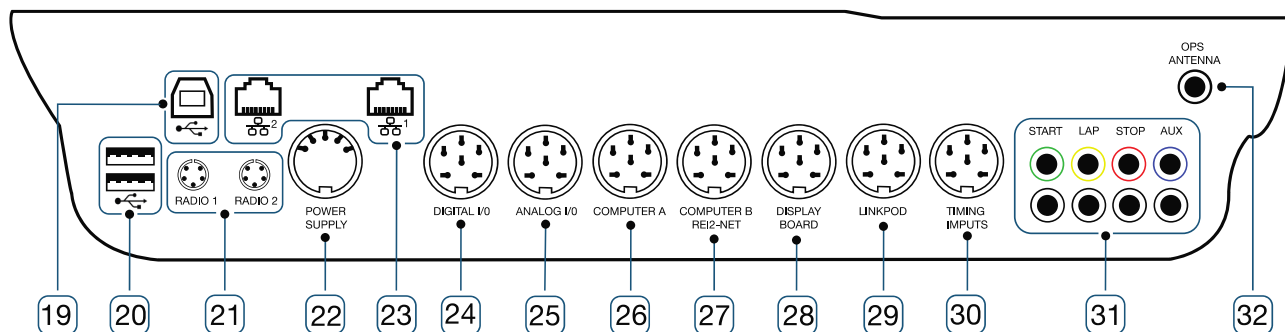 OPS
ANTENNA
2
1
START LAP STOP AUX
RADIO 1 RADIO 2
POWER
SUPPLY
DIGITAL I/0
ANALOG I/0
COMPUTER A
COMPUTER B
REI2-NET
DISPLAY
BOARD
LINKPOD
TIMING
IMPUTS
19 20 21 22 23 24 25 26 27 28 29 30 31 32